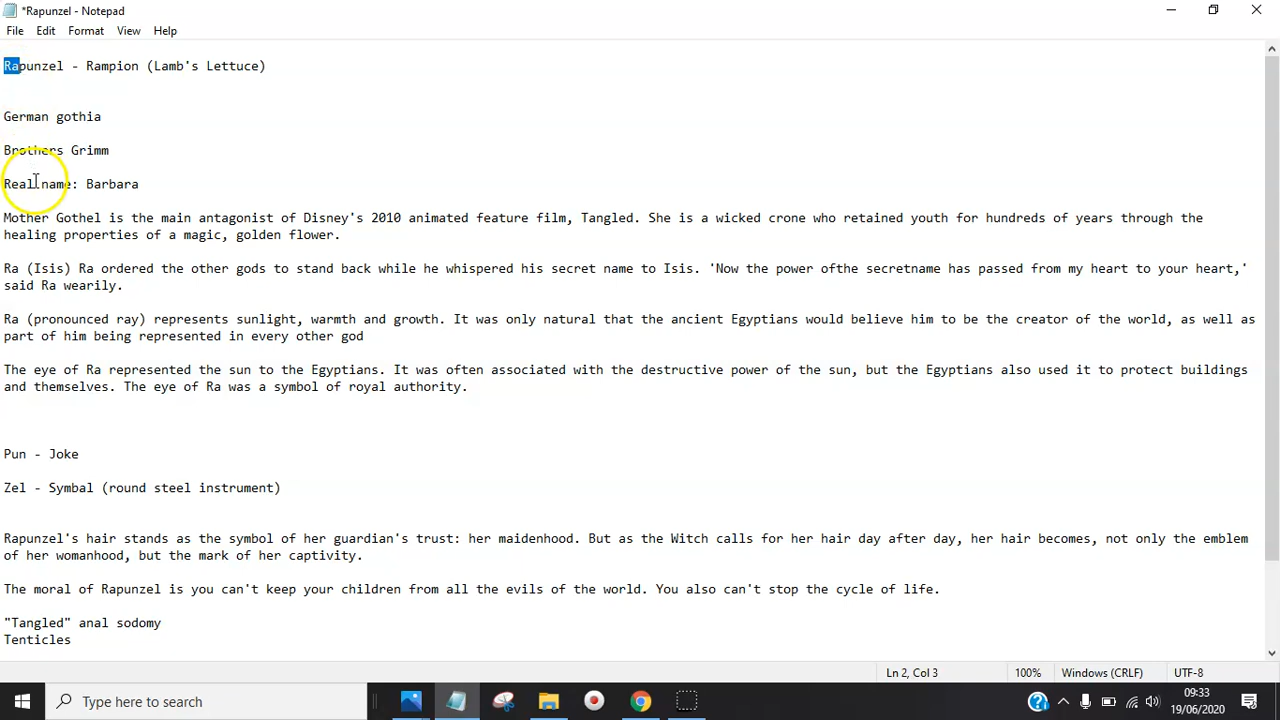 *Rapunzel - Notepad
File Edit Format View Help
Rapunzel - Rampion (Lamb's Lettuce)
German gothia
Brothers Grimm
Real name: Barbara
Mother Gothel is the main antagonist of Disney's 2010 animated feature film, Tangled. She is a wicked crone who retained youth for hundreds of years through the
healing properties of a magic, golden flower.
Ra (Isis) Ra ordered the other gods to stand back while he whispered his secret name to Isis. 'Now the power ofthe secretname has passed from my heart to your heart,'
said Ra wearily.
Ra (pronounced ray) represents sunlight, warmth and growth. It was only natural that the ancient Egyptians would believe him to be the creator of the world, as well as
part of him being represented in every other god
The eye of Ra represented the sun to the Egyptians. It was often associated with the destructive power of the sun, but the Egyptians also used it to protect buildings
and themselves. The eye of Ra was a symbol of royal authority.
Pun - Joke
Zel - Symbal (round steel instrument)
Rapunzel's hair stands as the symbol of her guardian's trust: her maidenhood. But as the Witch calls for her hair day after day, her hair becomes, not only the emblem
of her womanhood, but the mark of her captivity.
The moral of Rapunzel is you can't keep your children from all the evils of the world. You also can't stop the cycle of life.
"Tangled" anal sodomy
Tenticles
Ln 2, Col 3 100% Windows (CRLF) UTF-8
Type here to search
09:33
19/06/2020